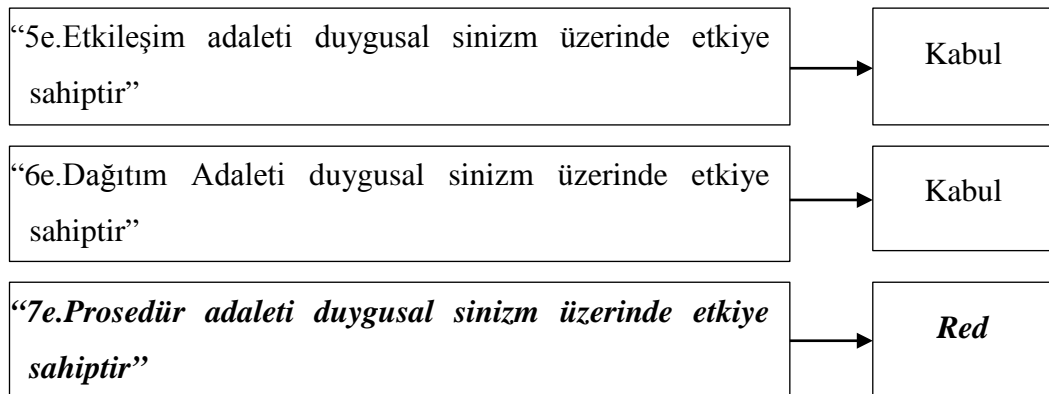 “5e.Etkileşim adaleti duygusal sinizm üzerinde etkiye
sahiptir”
Kabul
“6e.Dağıtım Adaleti duygusal sinizm üzerinde etkiye
sahiptir”
Kabul
“7e.Prosedür adaleti duygusal sinizm üzerinde etkiye
sahiptir”
Red